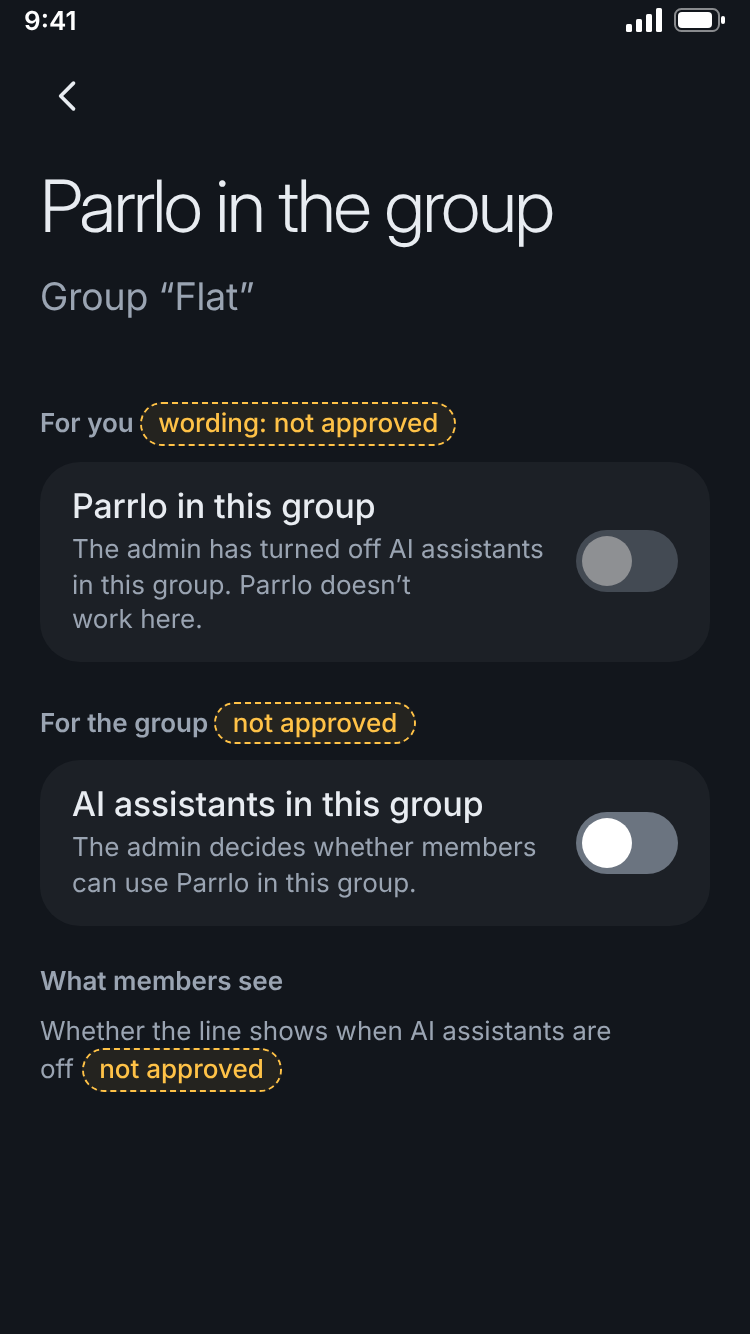 9:41
Parrlo in the group
Group “Flat”
For you wording: not approved
Parrlo in this group
The admin has turned off AI assistants
in this group. Parrlo doesn’t
work here.
For the group not approved
AI assistants in this group
The admin decides whether members
can use Parrlo in this group.
What members see
Whether the line shows when AI assistants are
off not approved